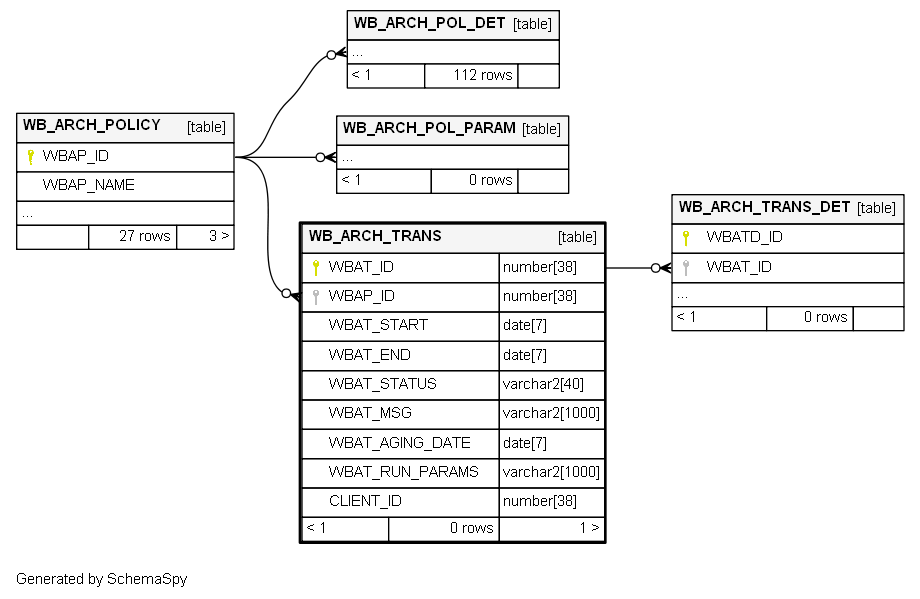 WB_ARCH_POL_DET [table]
...
< 1 112 rows
WB_ARCH_POLICY [table]
WBAP_ID
WBAP_NAME
...
27 rows 3 >
WB_ARCH_POL_PARAM [table]
...
< 1 0 rows
WB_ARCH_TRANS [table]
WBAT_ID number[38]
WBAP_ID number[38]
WBAT_START date[7]
WBAT_END date[7]
WBAT_STATUS varchar2[40]
WBAT_MSG varchar2[1000]
WBAT_AGING_DATE date[7]
WBAT_RUN_PARAMS varchar2[1000]
CLIENT_ID number[38]
< 1 0 rows 1 >
WB_ARCH_TRANS_DET [table]
WBATD_ID
WBAT_ID
...
< 1 0 rows
Generated by SchemaSpy